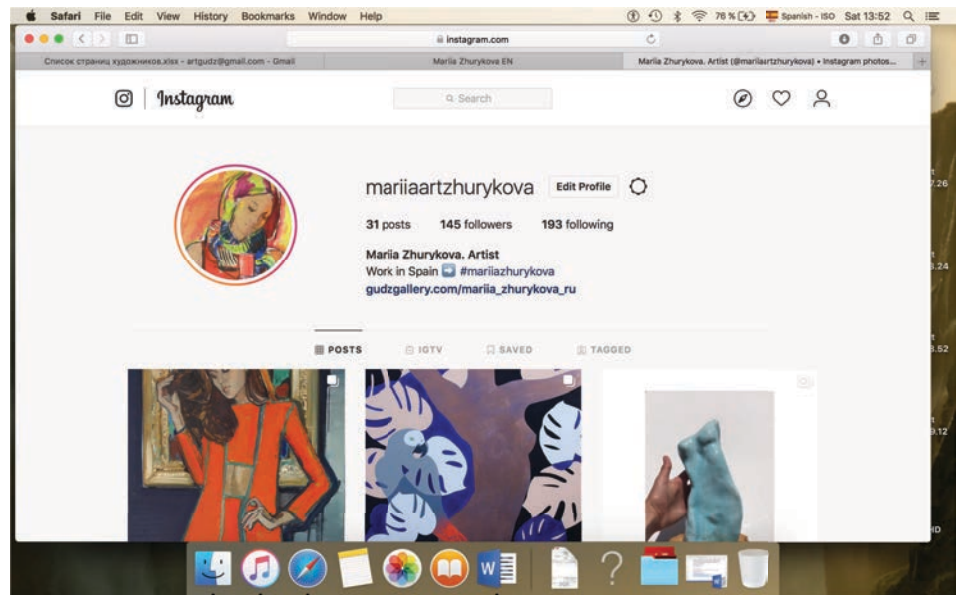 Safari File Edit View History Bookmarks Window Help 76 % Spanish - ISO Sat 13:52
instagram.com
Список страниц художников.xlsx - artgudz@gmail.com - Gmail Mariia Zhurykova EN Mariia Zhurykova. Artist (@mariiaartzhurykova) • Instagram photos...
Instagram Search
mariiaartzhurykova Edit Profile
31 posts 145 followers 193 following
Mariia Zhurykova. Artist
Work in Spain ➡️ #mariiazhurykova
gudzgallery.com/mariia_zhurykova_ru
POSTS IGTV SAVED TAGGED
W